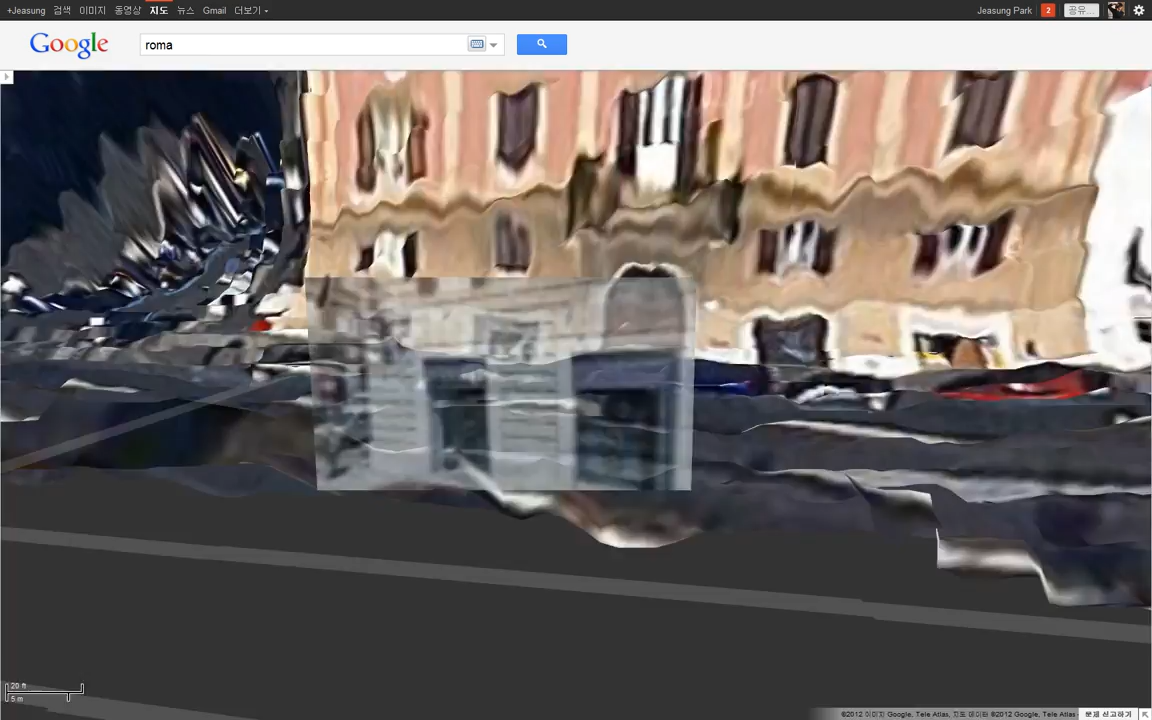 +Jeasung 검색 이미지 동영상 지도 뉴스 Gmail 더보기
Jeasung Park 2 공유...
Google
roma
20 ft
5 m
©2012 이미지 Google, Tele Atlas, 지도 데이터 ©2012 Google, Tele Atlas - 문제 신고하기